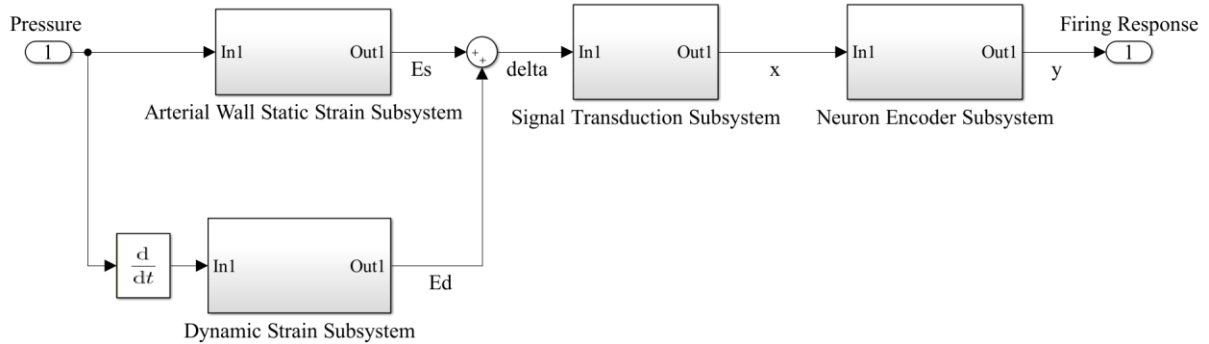 Pressure
1
In1
Out1
Arterial Wall Static Strain Subsystem
Es
+
+
delta
In1
Out1
Signal Transduction Subsystem
x
In1
Out1
Neuron Encoder Subsystem
y
Firing Response
1
d
dt
In1
Out1
Dynamic Strain Subsystem
Ed